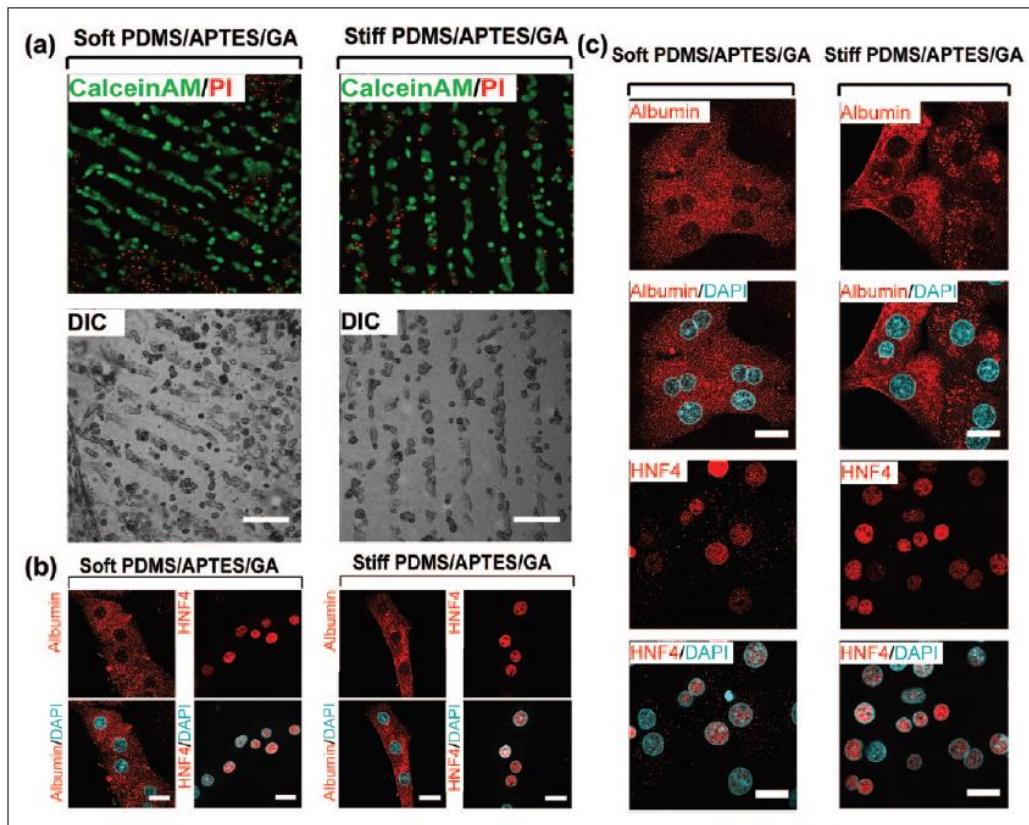 (a)
Soft PDMS/APTES/GA
Stiff PDMS/APTES/GA
CalceinAM/PI
CalceinAM/PI
DIC
DIC
(b)
Soft PDMS/APTES/GA
Stiff PDMS/APTES/GA
Albumin
HNF4
Albumin
HNF4
Albumin/DAPI
HNF4/DAPI
Albumin/DAPI
HNF4/DAPI
(c)
Soft PDMS/APTES/GA
Stiff PDMS/APTES/GA
Albumin
Albumin
Albumin/DAPI
Albumin/DAPI
HNF4
HNF4
HNF4/DAPI
HNF4/DAPI